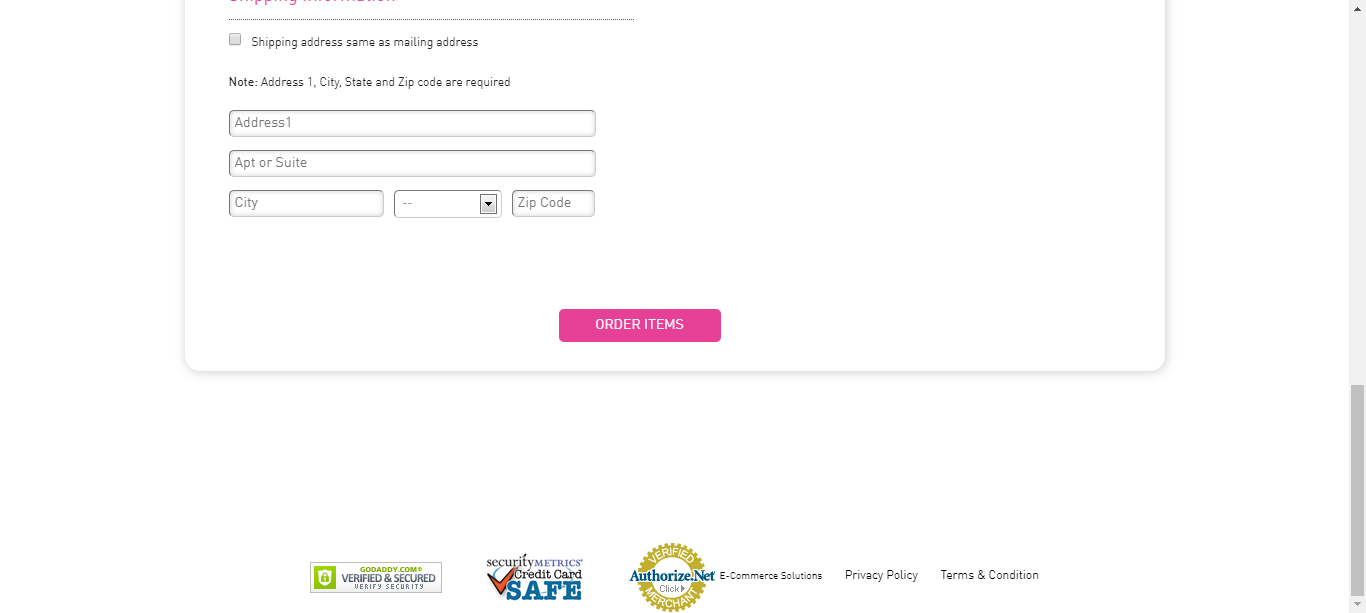 Shipping Information
Shipping address same as mailing address
Note: Address 1, City, State and Zip code are required
Address1
Apt or Suite
City
--
Zip Code
ORDER ITEMS
GODADDY.COM®
VERIFIED & SECURED
VERIFY SECURITY
securityMETRICS®
Credit Card
SAFE
VERIFIED
Authorize.Net
Click
MERCHANT
E-Commerce Solutions
Privacy Policy
Terms & Condition